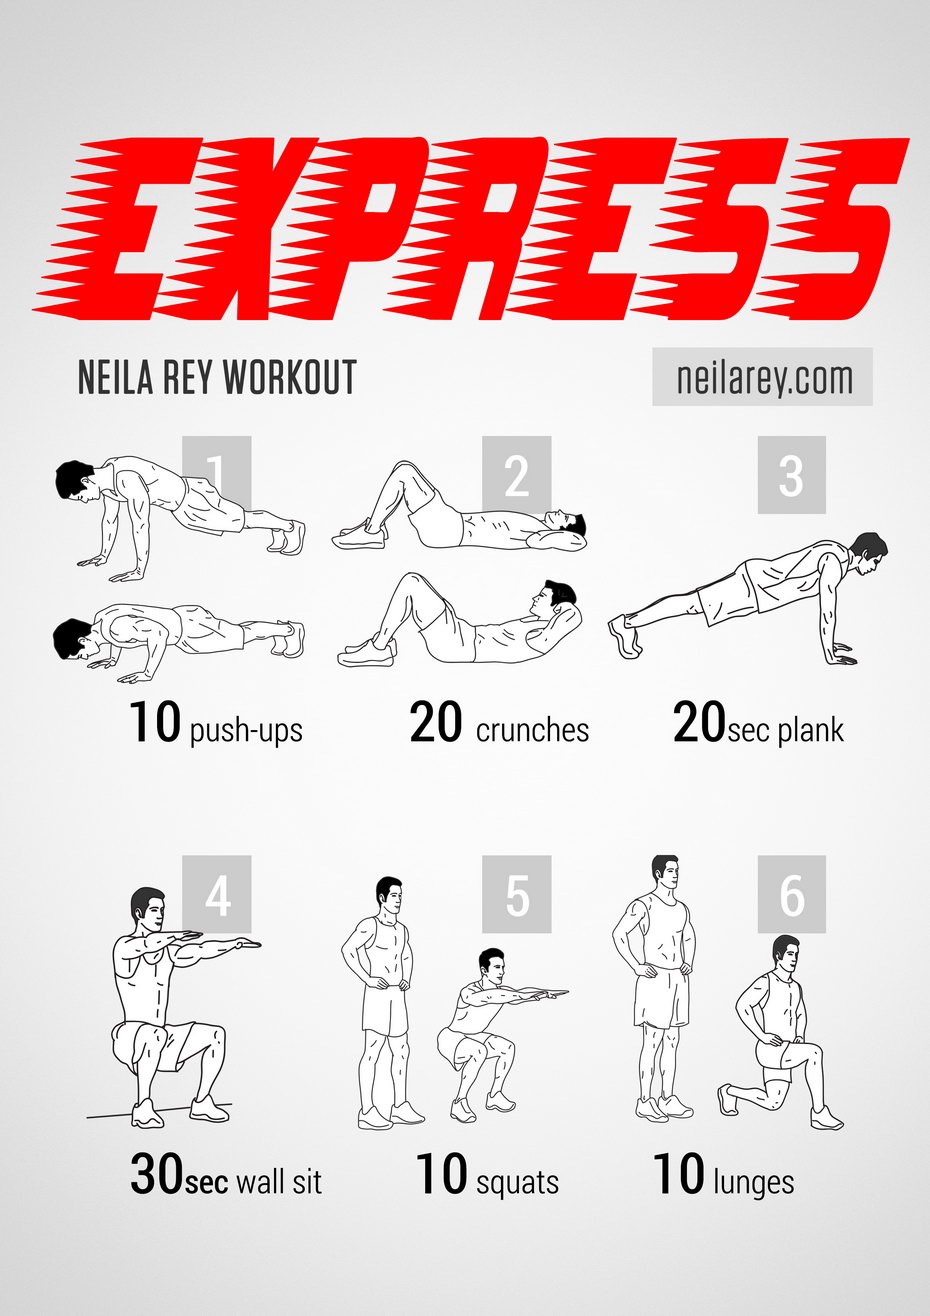 EXPRESS
NEILA REY WORKOUT
neilarey.com
1
10 push-ups
2
20 crunches
3
20sec plank
4
30sec wall sit
5
10 squats
6
10 lunges